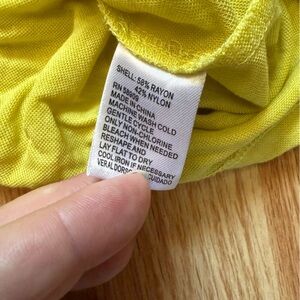 SHELL: 58% RAYON
42% NYLON
MADE IN CHINA
MACHINE WASH COLD
GENTLE CYCLE
ONLY NON-CHLORINE
BLEACH WHEN NEEDED
RESHAPE AND
LAY FLAT TO DRY
COOL IRON IF NECESSARY
CUIDADO